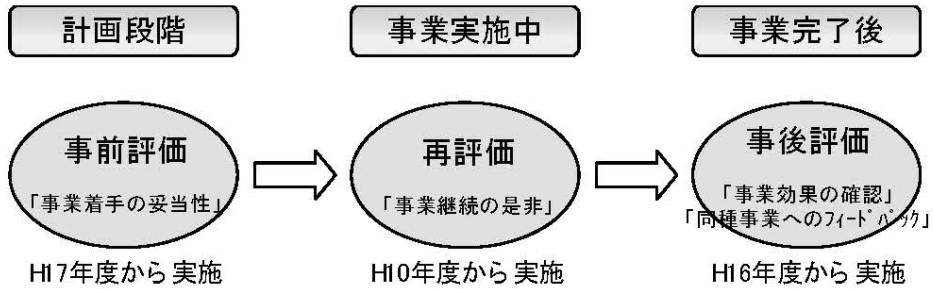 計画段階
事業実施中
事業完了後
事前評価
「事業着手の妥当性」
再評価
「事業継続の是非」
事後評価
「事業効果の確認」
「同種事業へのフィードバック」
H17年度から実施
H10年度から実施
H16年度から実施